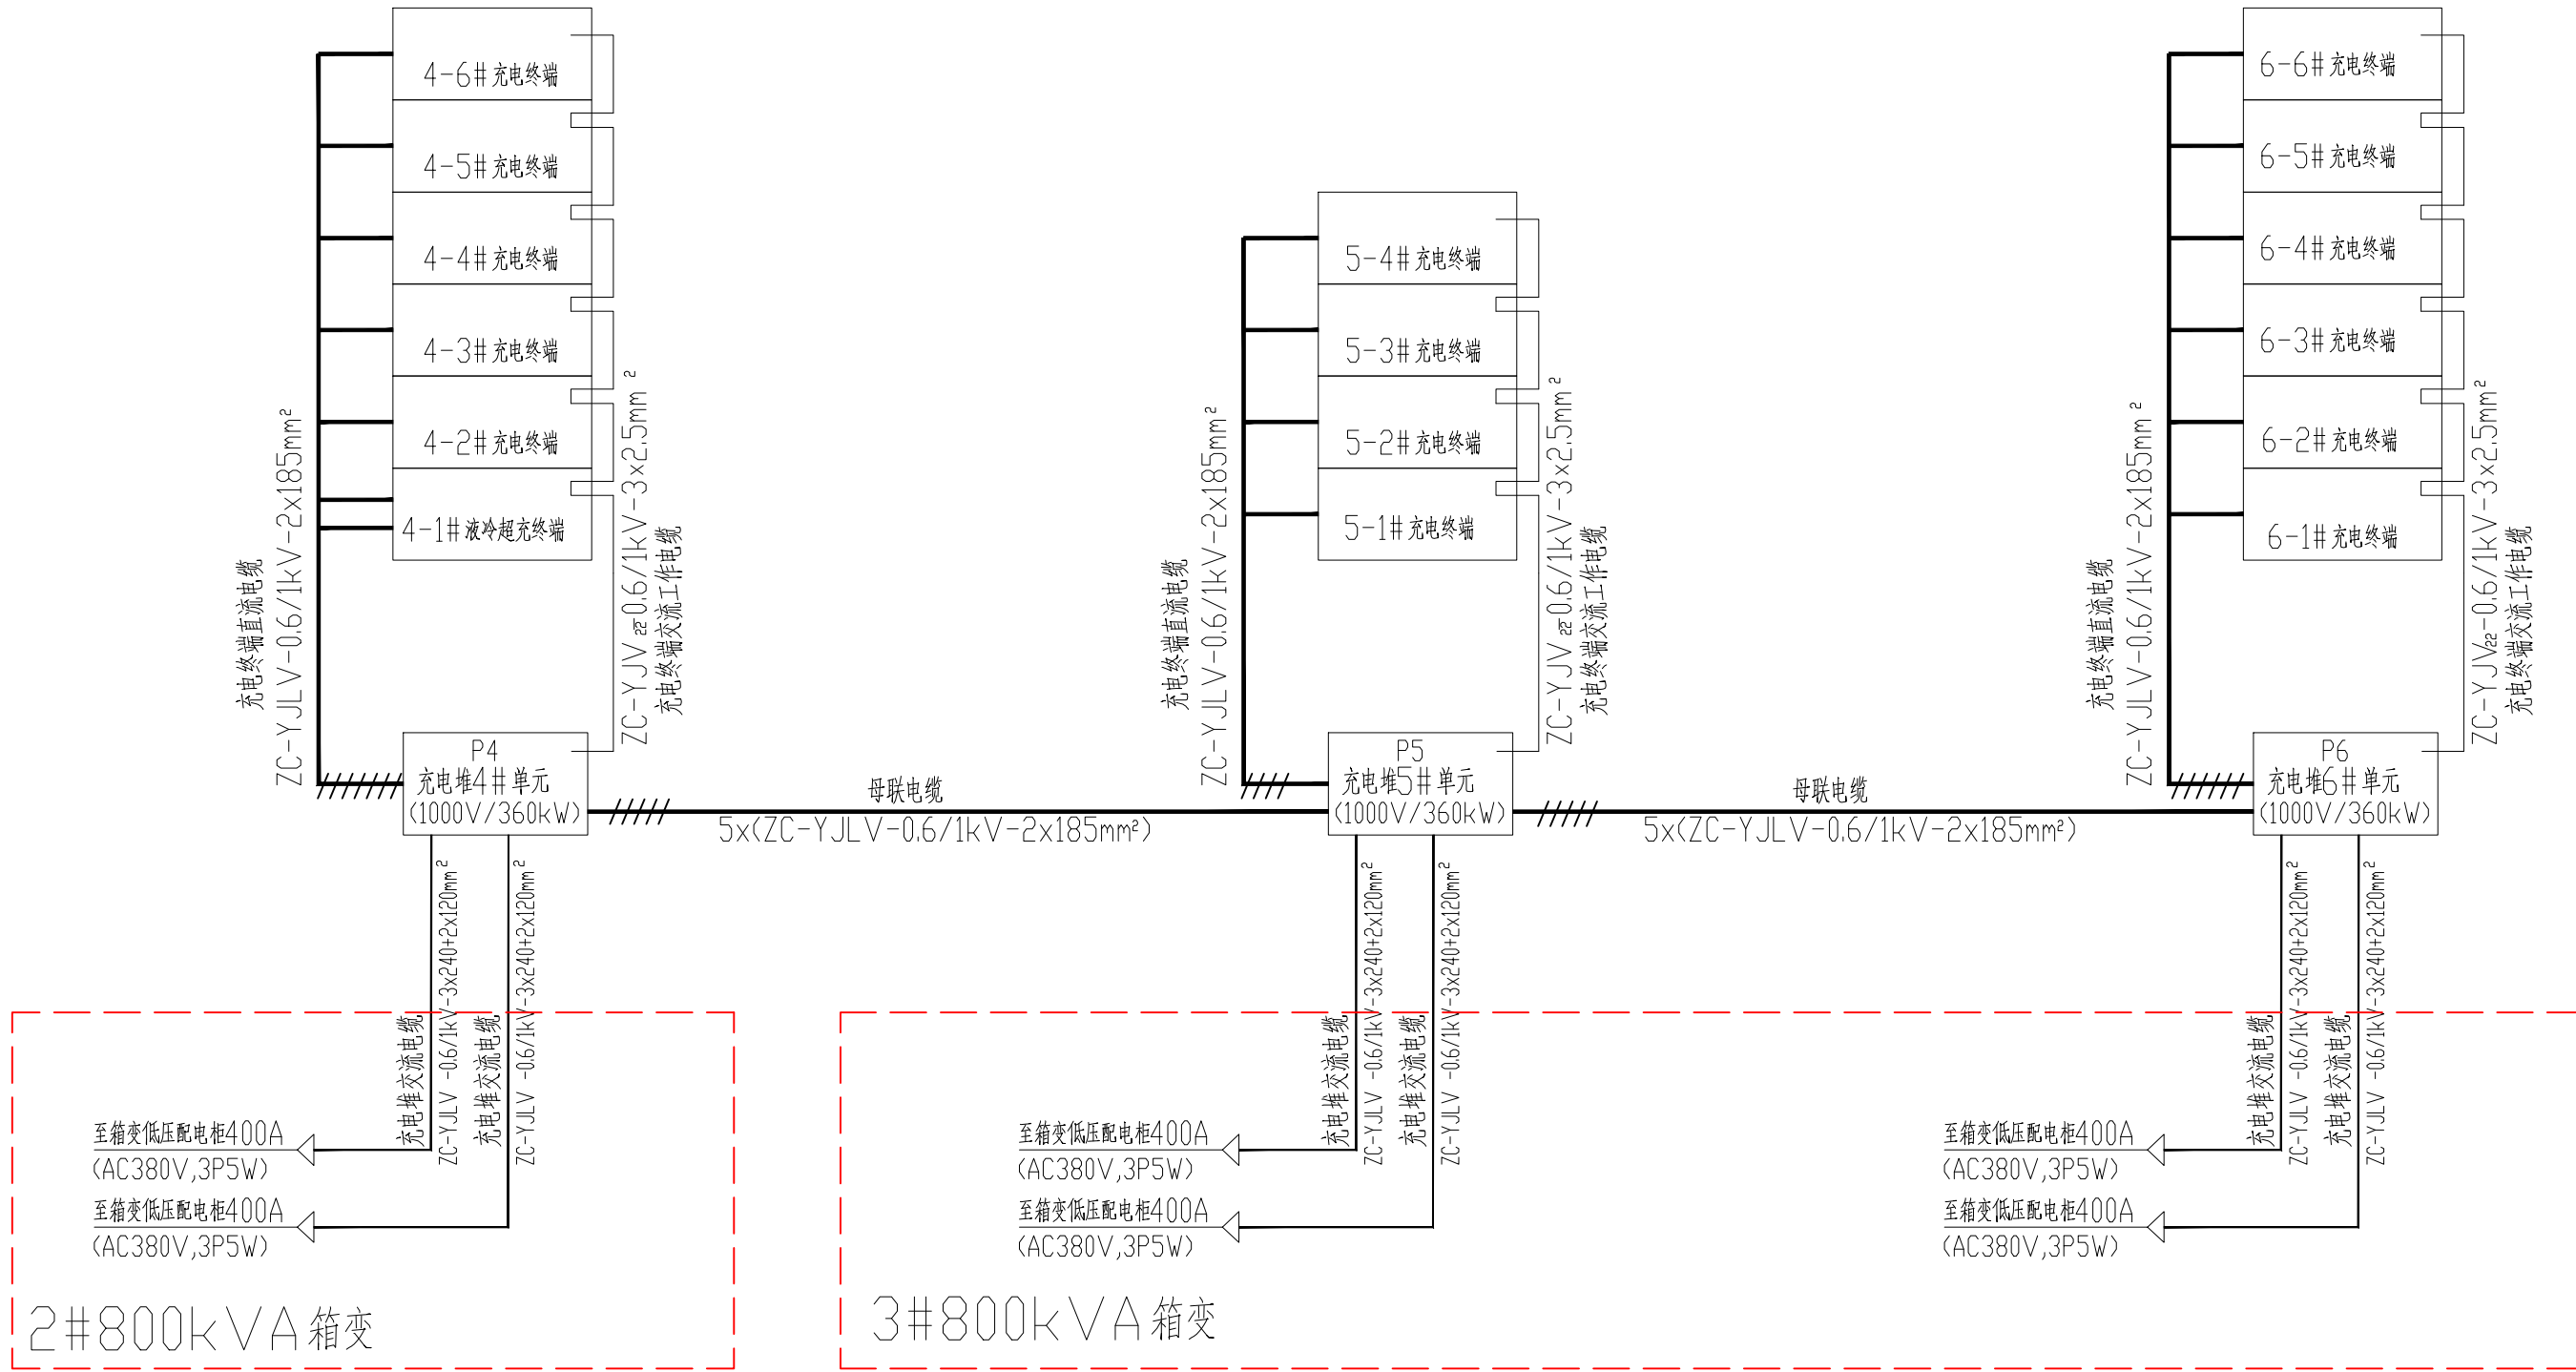 4-6#充电终端
4-5#充电终端
4-4#充电终端
4-3#充电终端
4-2#充电终端
4-1#液冷超充终端
充电终端直流电缆
ZC-YJLV-0.6/1kV-2x185mm²
ZC-YJV22-0.6/1kV-3x2.5mm²
充电终端交流工作电缆
P4
充电堆4#单元
(1000V/360kW)
母联电缆
5x(ZC-YJLV-0.6/1kV-2x185mm²)
5-4#充电终端
5-3#充电终端
5-2#充电终端
5-1#充电终端
充电终端直流电缆
ZC-YJLV-0.6/1kV-2x185mm²
ZC-YJV22-0.6/1kV-3x2.5mm²
充电终端交流工作电缆
P5
充电堆5#单元
(1000V/360kW)
母联电缆
5x(ZC-YJLV-0.6/1kV-2x185mm²)
6-6#充电终端
6-5#充电终端
6-4#充电终端
6-3#充电终端
6-2#充电终端
6-1#充电终端
充电终端直流电缆
ZC-YJLV-0.6/1kV-2x185mm²
ZC-YJV22-0.6/1kV-3x2.5mm²
充电终端交流工作电缆
P6
充电堆6#单元
(1000V/360kW)
充电堆交流电缆
ZC-YJLV -0.6/1kV-3x240+2x120mm²
充电堆交流电缆
ZC-YJLV -0.6/1kV-3x240+2x120mm²
至箱变低压配电柜400A
(AC380V,3P5W)
至箱变低压配电柜400A
(AC380V,3P5W)
2#800kVA箱变
充电堆交流电缆
ZC-YJLV -0.6/1kV-3x240+2x120mm²
充电堆交流电缆
ZC-YJLV -0.6/1kV-3x240+2x120mm²
至箱变低压配电柜400A
(AC380V,3P5W)
至箱变低压配电柜400A
(AC380V,3P5W)
3#800kVA箱变
充电堆交流电缆
ZC-YJLV -0.6/1kV-3x240+2x120mm²
充电堆交流电缆
ZC-YJLV -0.6/1kV-3x240+2x120mm²
至箱变低压配电柜400A
(AC380V,3P5W)
至箱变低压配电柜400A
(AC380V,3P5W)